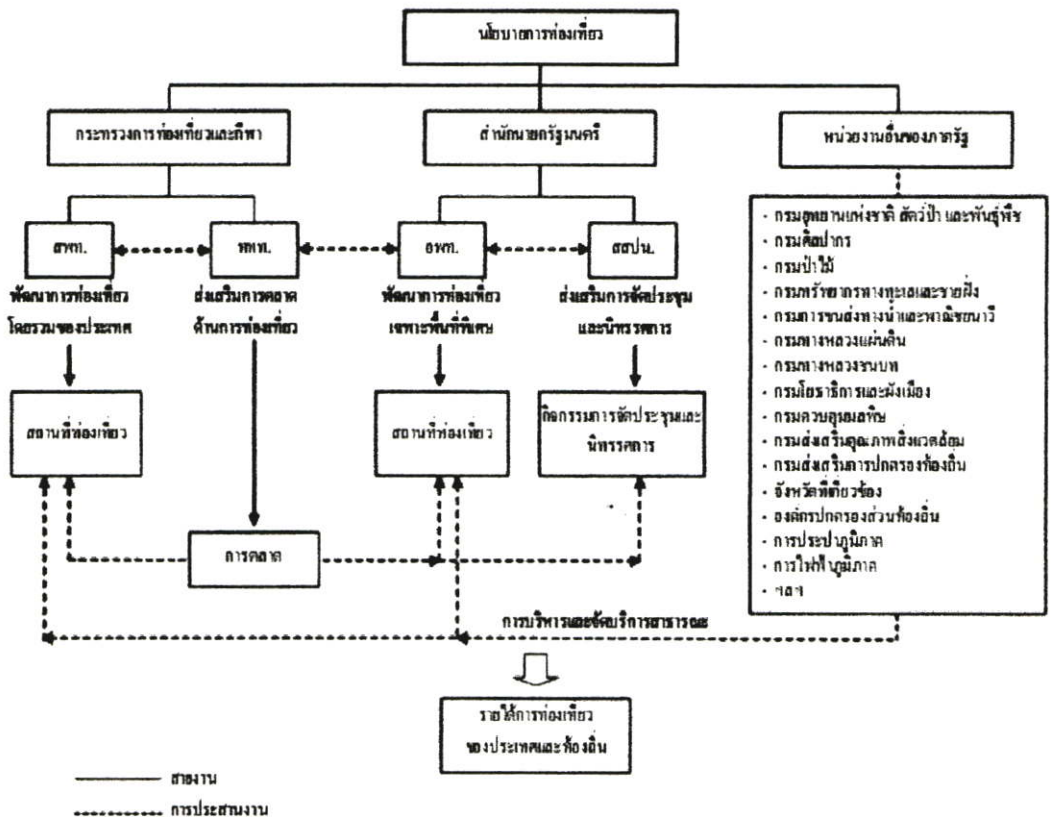 นโยบายการท่องเที่ยว
กระทรวงการท่องเที่ยวและกีฬา
สำนักนายกรัฐมนตรี
หน่วยงานอื่นของภาครัฐ
สพท.
ททท.
อพท.
สสปน.
พัฒนาการท่องเที่ยว
โดยรวมของประเทศ
ส่งเสริมการตลาด
ด้านการท่องเที่ยว
พัฒนาการท่องเที่ยว
เฉพาะพื้นที่พิเศษ
ส่งเสริมการจัดประชุม
และนิทรรศการ
- กรมอุทยานแห่งชาติ สัตว์ป่า และพันธุ์พืช
- กรมศิลปากร
- กรมป่าไม้
- กรมทรัพยากรทางทะเลและชายฝั่ง
- กรมการขนส่งทางน้ำและพาณิชยนาวี
- กรมทางหลวงแผ่นดิน
- กรมทางหลวงชนบท
- กรมโยธาธิการและผังเมือง
- กรมควบคุมมลพิษ
- กรมส่งเสริมคุณภาพสิ่งแวดล้อม
- กรมส่งเสริมการปกครองท้องถิ่น
- จังหวัดที่เกี่ยวข้อง
- องค์กรปกครองส่วนท้องถิ่น
- การประปาภูมิภาค
- การไฟฟ้าภูมิภาค
- ฯลฯ
สถานที่ท่องเที่ยว
สถานที่ท่องเที่ยว
กิจกรรมการจัดประชุมและ
นิทรรศการ
การตลาด
การบริหารและจัดบริการสาธารณะ
รายได้การท่องเที่ยว
ของประเทศและท้องถิ่น
สายงาน
การประสานงาน